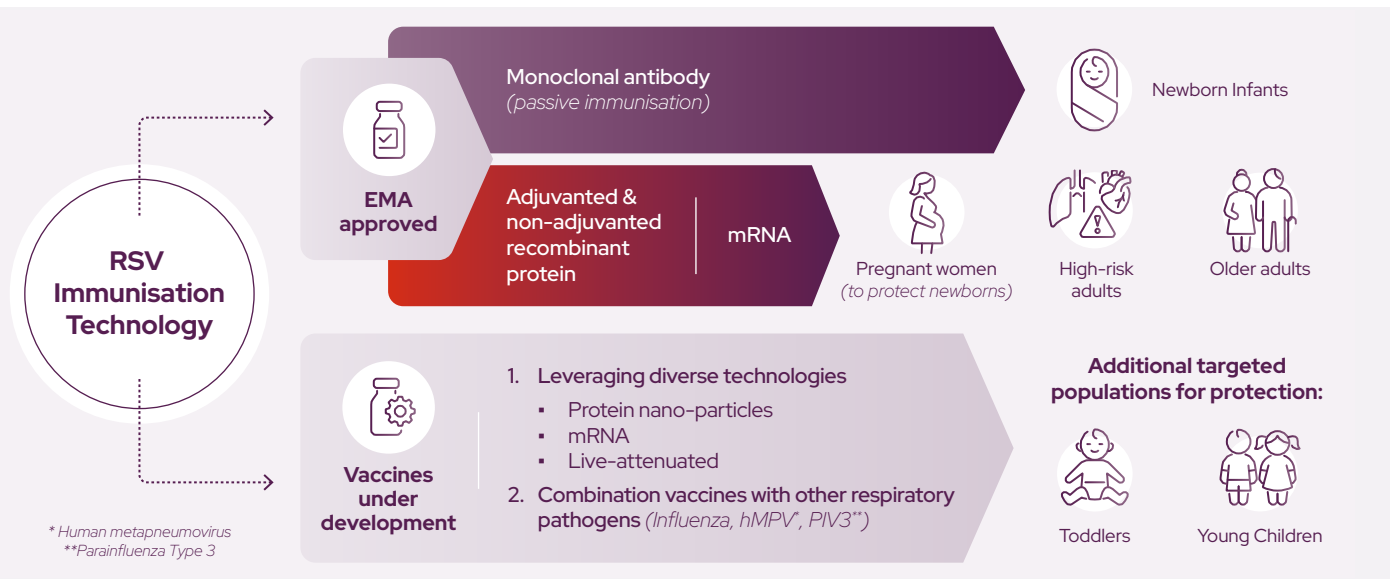 RSV
Immunisation
Technology
EMA
approved
Monoclonal antibody
(passive immunisation)
Newborn Infants
Adjuvanted &
non-adjuvanted
recombinant
protein
mRNA
Pregnant women
(to protect newborns)
High-risk
adults
Older adults
Vaccines
under
development
1. Leveraging diverse technologies
▪ Protein nano-particles
▪ mRNA
▪ Live-attenuated
2. Combination vaccines with other respiratory
pathogens (Influenza, hMPV*, PIV3**)
Additional targeted
populations for protection:
Toddlers
Young Children
* Human metapneumovirus
**Parainfluenza Type 3